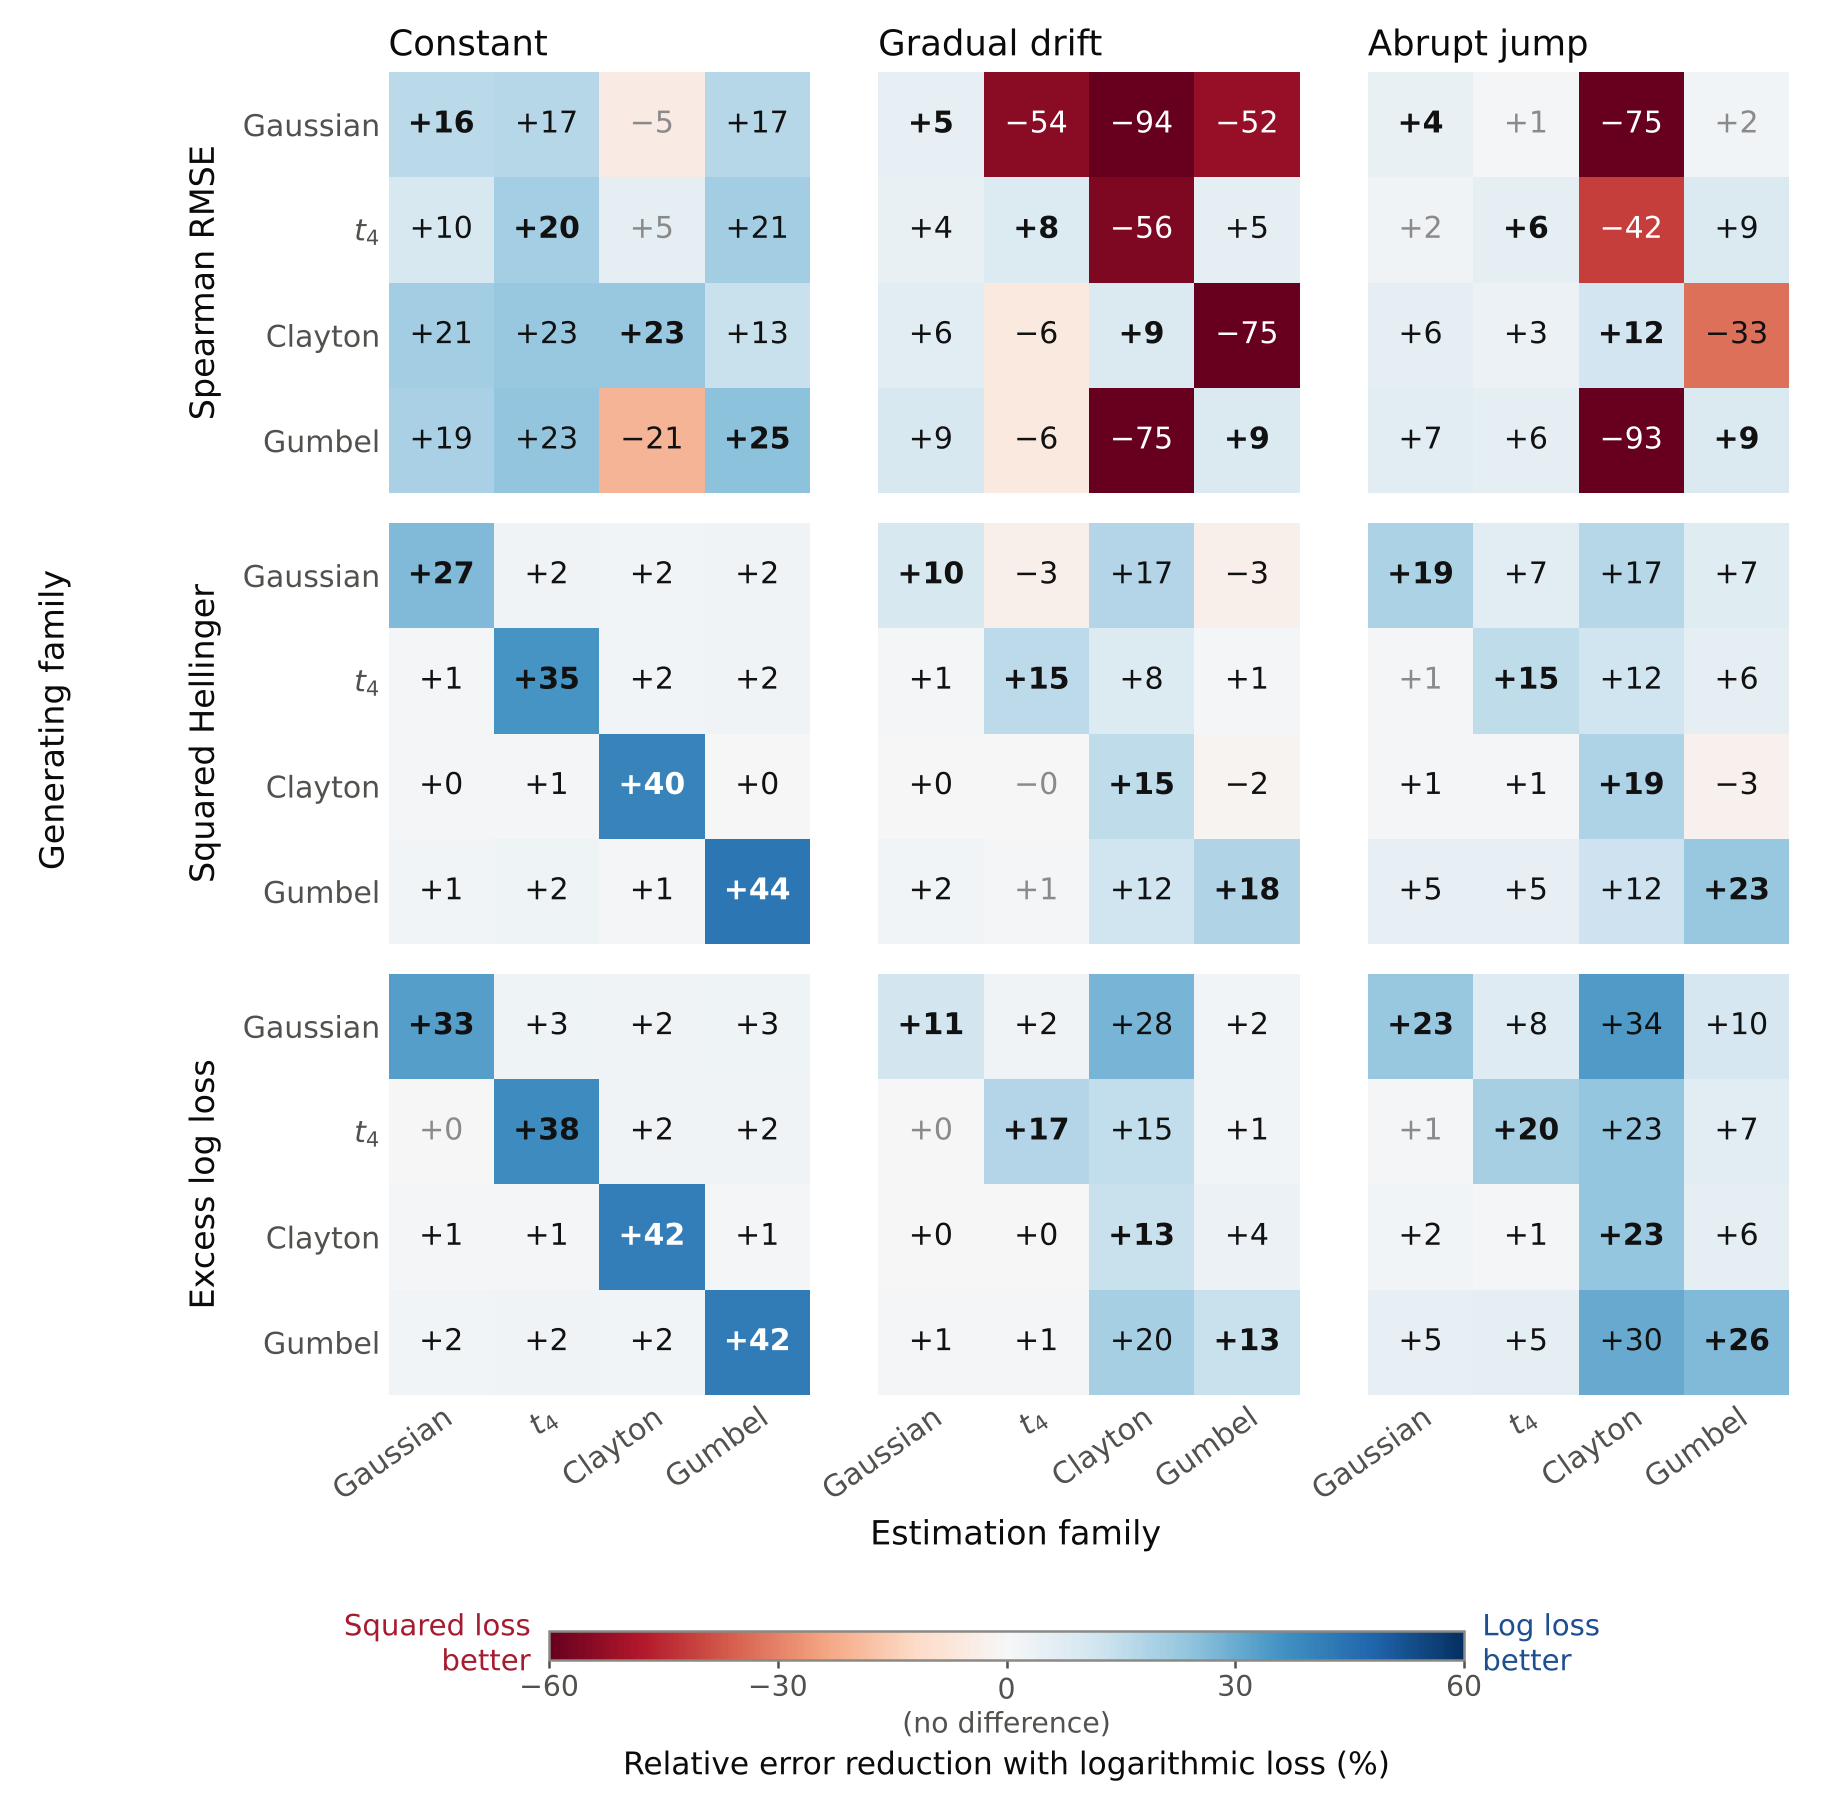 Constant Gradual drift Abrupt jump
Generating family
Spearman RMSE
Gaussian +16 +17 −5 +17 +5 −54 −94 −52 +4 +1 −75 +2
t4 +10 +20 +5 +21 +4 +8 −56 +5 +2 +6 −42 +9
Clayton +21 +23 +23 +13 +6 −6 +9 −75 +6 +3 +12 −33
Gumbel +19 +23 −21 +25 +9 −6 −75 +9 +7 +6 −93 +9
Squared Hellinger
Gaussian +27 +2 +2 +2 +10 −3 +17 −3 +19 +7 +17 +7
t4 +1 +35 +2 +2 +1 +15 +8 +1 +1 +15 +12 +6
Clayton +0 +1 +40 +0 +0 −0 +15 −2 +1 +1 +19 −3
Gumbel +1 +2 +1 +44 +2 +1 +12 +18 +5 +5 +12 +23
Excess log loss
Gaussian +33 +3 +2 +3 +11 +2 +28 +2 +23 +8 +34 +10
t4 +0 +38 +2 +2 +0 +17 +15 +1 +1 +20 +23 +7
Clayton +1 +1 +42 +1 +0 +0 +13 +4 +2 +1 +23 +6
Gumbel +2 +2 +2 +42 +1 +1 +20 +13 +5 +5 +30 +26
Gaussian t4 Clayton Gumbel Gaussian t4 Clayton Gumbel Gaussian t4 Clayton Gumbel
Estimation family
Squared loss
better
Log loss
better
−60 −30 0 30 60
(no difference)
Relative error reduction with logarithmic loss (%)